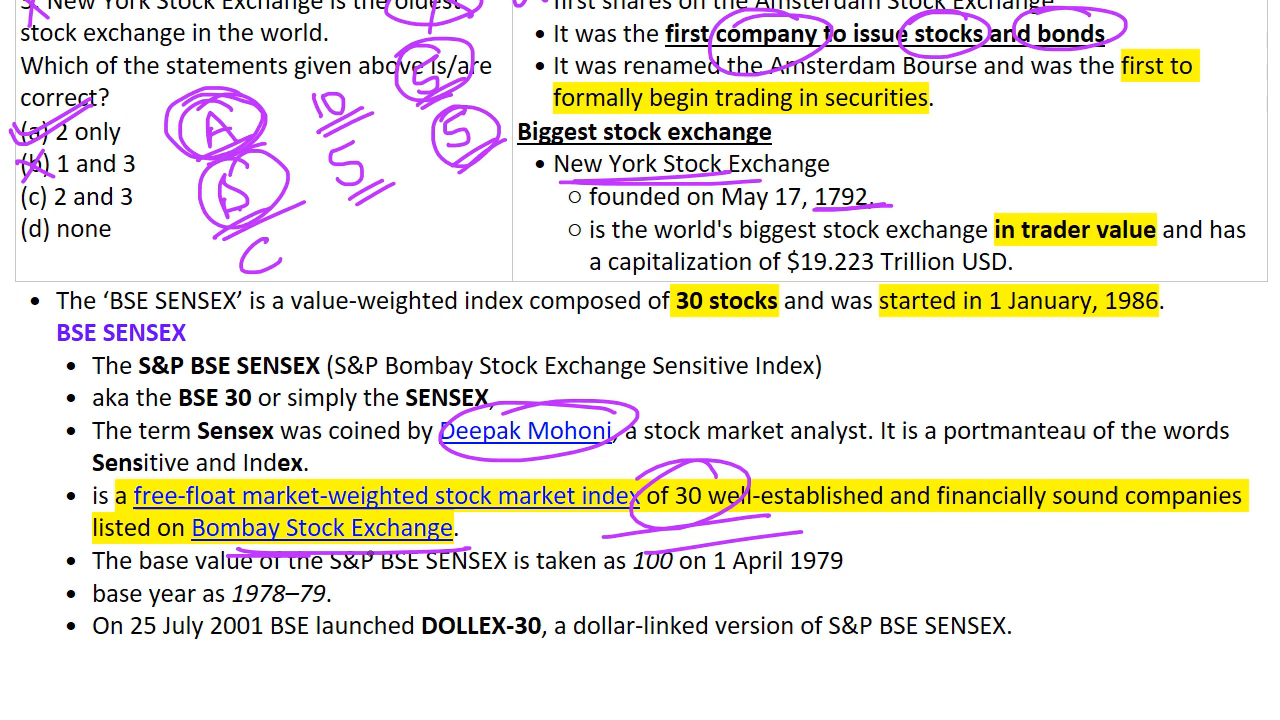 3. New York Stock Exchange is the oldest
stock exchange in the world.
Which of the statements given above is/are
correct?
(a) 2 only
(b) 1 and 3
(c) 2 and 3
(d) none
A
D
C
10
5
5
5
first shares on the Amsterdam Stock Exchange
• It was the first company to issue stocks and bonds
• It was renamed the Amsterdam Bourse and was the first to
formally begin trading in securities.
Biggest stock exchange
• New York Stock Exchange
○ founded on May 17, 1792.
○ is the world's biggest stock exchange in trader value and has
a capitalization of $19.223 Trillion USD.
• The ‘BSE SENSEX’ is a value-weighted index composed of 30 stocks and was started in 1 January, 1986.
BSE SENSEX
• The S&P BSE SENSEX (S&P Bombay Stock Exchange Sensitive Index)
• aka the BSE 30 or simply the SENSEX,
• The term Sensex was coined by Deepak Mohoni, a stock market analyst. It is a portmanteau of the words
Sensitive and Index.
• is a free-float market-weighted stock market index of 30 well-established and financially sound companies
listed on Bombay Stock Exchange.
• The base value of the S&P BSE SENSEX is taken as 100 on 1 April 1979
• base year as 1978–79.
• On 25 July 2001 BSE launched DOLLEX-30, a dollar-linked version of S&P BSE SENSEX.